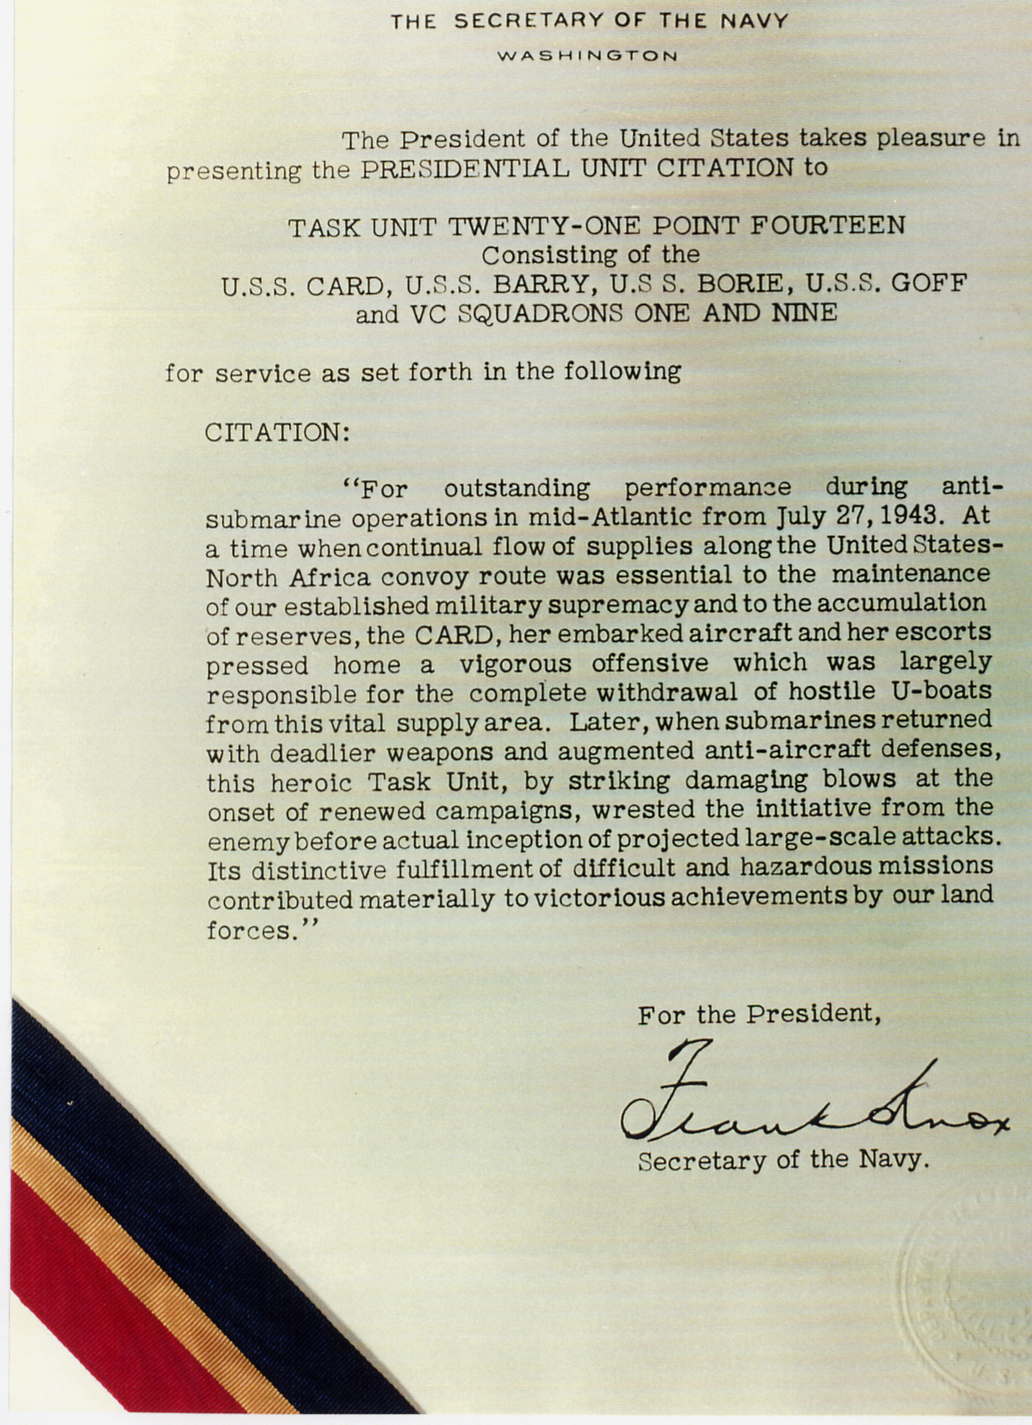 THE SECRETARY OF THE NAVY
WASHINGTON
The President of the United States takes pleasure in
presenting the PRESIDENTIAL UNIT CITATION to
TASK UNIT TWENTY-ONE POINT FOURTEEN
Consisting of the
U.S.S. CARD, U.S.S. BARRY, U.S S. BORIE, U.S.S. GOFF
and VC SQUADRONS ONE AND NINE
for service as set forth in the following
CITATION:
“For outstanding performance during anti-
submarine operations in mid-Atlantic from July 27, 1943. At
a time when continual flow of supplies along the United States-
North Africa convoy route was essential to the maintenance
of our established military supremacy and to the accumulation
of reserves, the CARD, her embarked aircraft and her escorts
pressed home a vigorous offensive which was largely
responsible for the complete withdrawal of hostile U-boats
from this vital supply area. Later, when submarines returned
with deadlier weapons and augmented anti-aircraft defenses,
this heroic Task Unit, by striking damaging blows at the
onset of renewed campaigns, wrested the initiative from the
enemy before actual inception of projected large-scale attacks.
Its distinctive fulfillment of difficult and hazardous missions
contributed materially to victorious achievements by our land
forces.”
For the President,
Frank Knox
Secretary of the Navy.